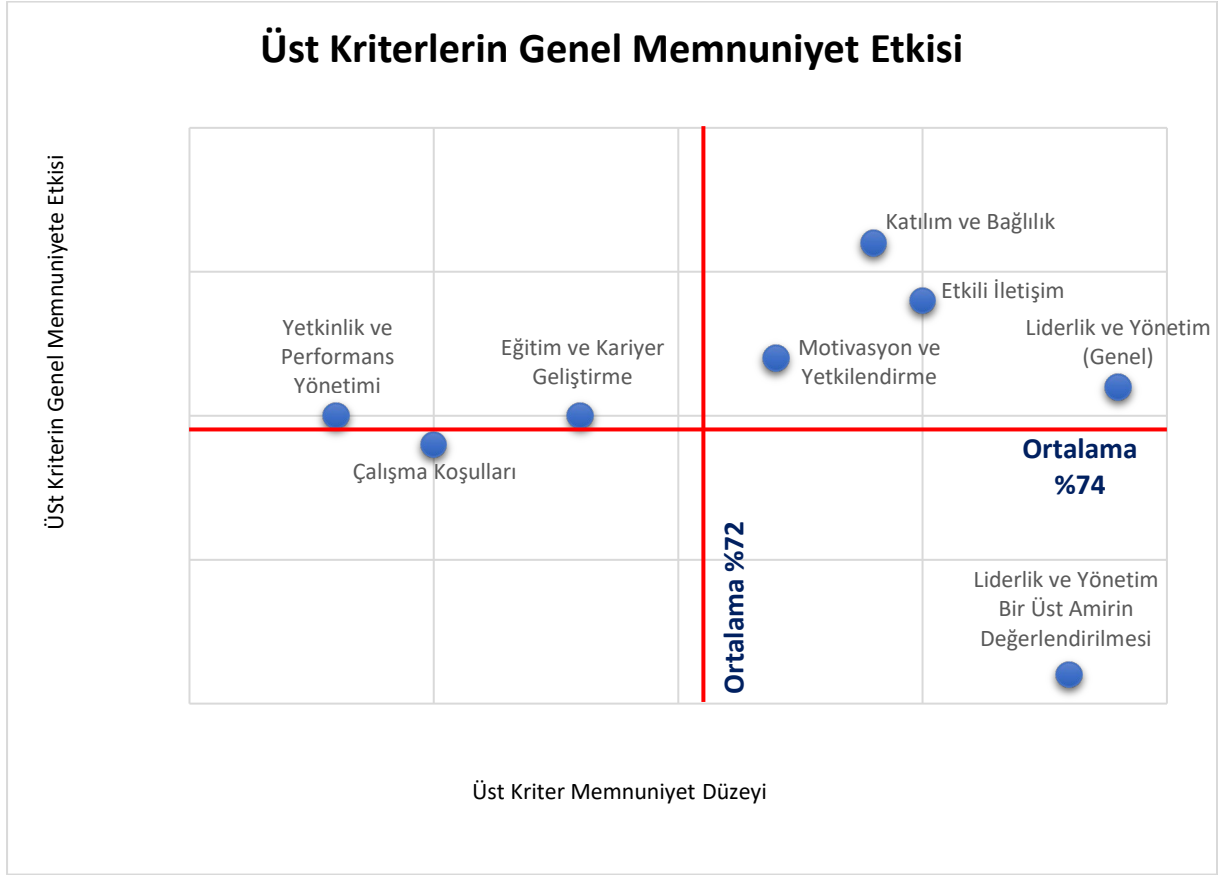 Üst Kriterlerin Genel Memnuniyet Etkisi
ÜSt Kriterin Genel Memnuniyete Etkisi
Katılım ve Bağlılık
Etkili İletişim
Liderlik ve Yönetim
(Genel)
Motivasyon ve
Yetkilendirme
Yetkinlik ve
Performans
Yönetimi
Eğitim ve Kariyer
Geliştirme
Çalışma Koşulları
Ortalama
%74
Ortalama %72
Liderlik ve Yönetim
Bir Üst Amirin
Değerlendirilmesi
Üst Kriter Memnuniyet Düzeyi